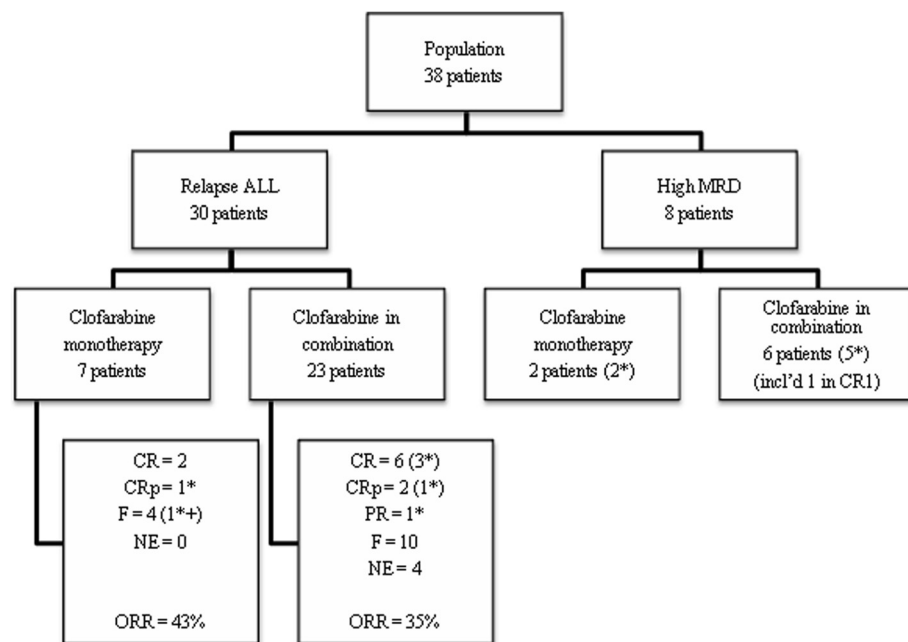 Population
38 patients
Relapse ALL
30 patients
High MRD
8 patients
Clofarabine
monotherapy
7 patients
Clofarabine in
combination
23 patients
Clofarabine
monotherapy
2 patients (2*)
Clofarabine in
combination
6 patients (5*)
(incl'd 1 in CR1)
CR = 2
CRp = 1*
F = 4 (1*+)
NE = 0
ORR = 43%
CR = 6 (3*)
CRp = 2 (1*)
PR = 1*
F = 10
NE = 4
ORR = 35%